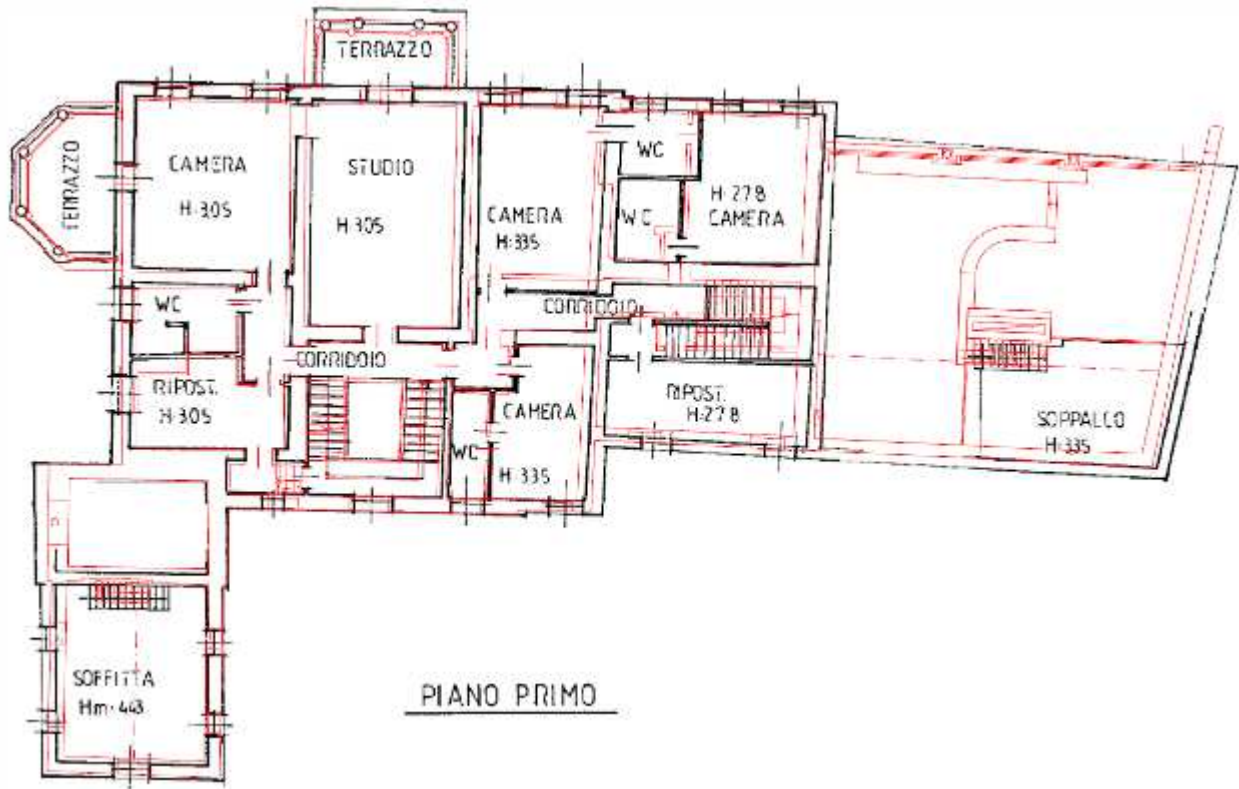 TERRAZZO
TERRAZZO
CAMERA
H:305
STUDIO
H:305
CAMERA
H:335
WC
WC
H:278
CAMERA
WC
CORRIDOIO
CORRIDOIO
RIPOST.
H:305
CAMERA
H:335
WC
RIPOST.
H:278
SOPPALCO
H:335
SOFFITTA
Hm:443
PIANO PRIMO